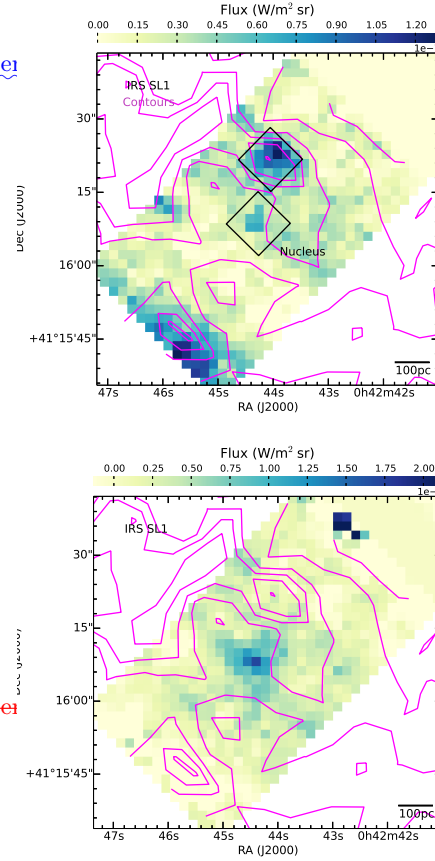 Flux (W/m² sr)
0.00 0.15 0.30 0.45 0.60 0.75 0.90 1.05 1.20
1e−
IRS SL1
Contours
30"
15"
16'00"
+41°15'45"
Dec (J2000)
Nucleus
100pc
47s 46s 45s 44s 43s 0h42m42s
RA (J2000)
Flux (W/m² sr)
0.00 0.25 0.50 0.75 1.00 1.25 1.50 1.75 2.00
1e−
IRS SL1
30"
15"
16'00"
+41°15'45"
Dec (J2000)
100pc
47s 46s 45s 44s 43s 0h42m42s
RA (J2000)